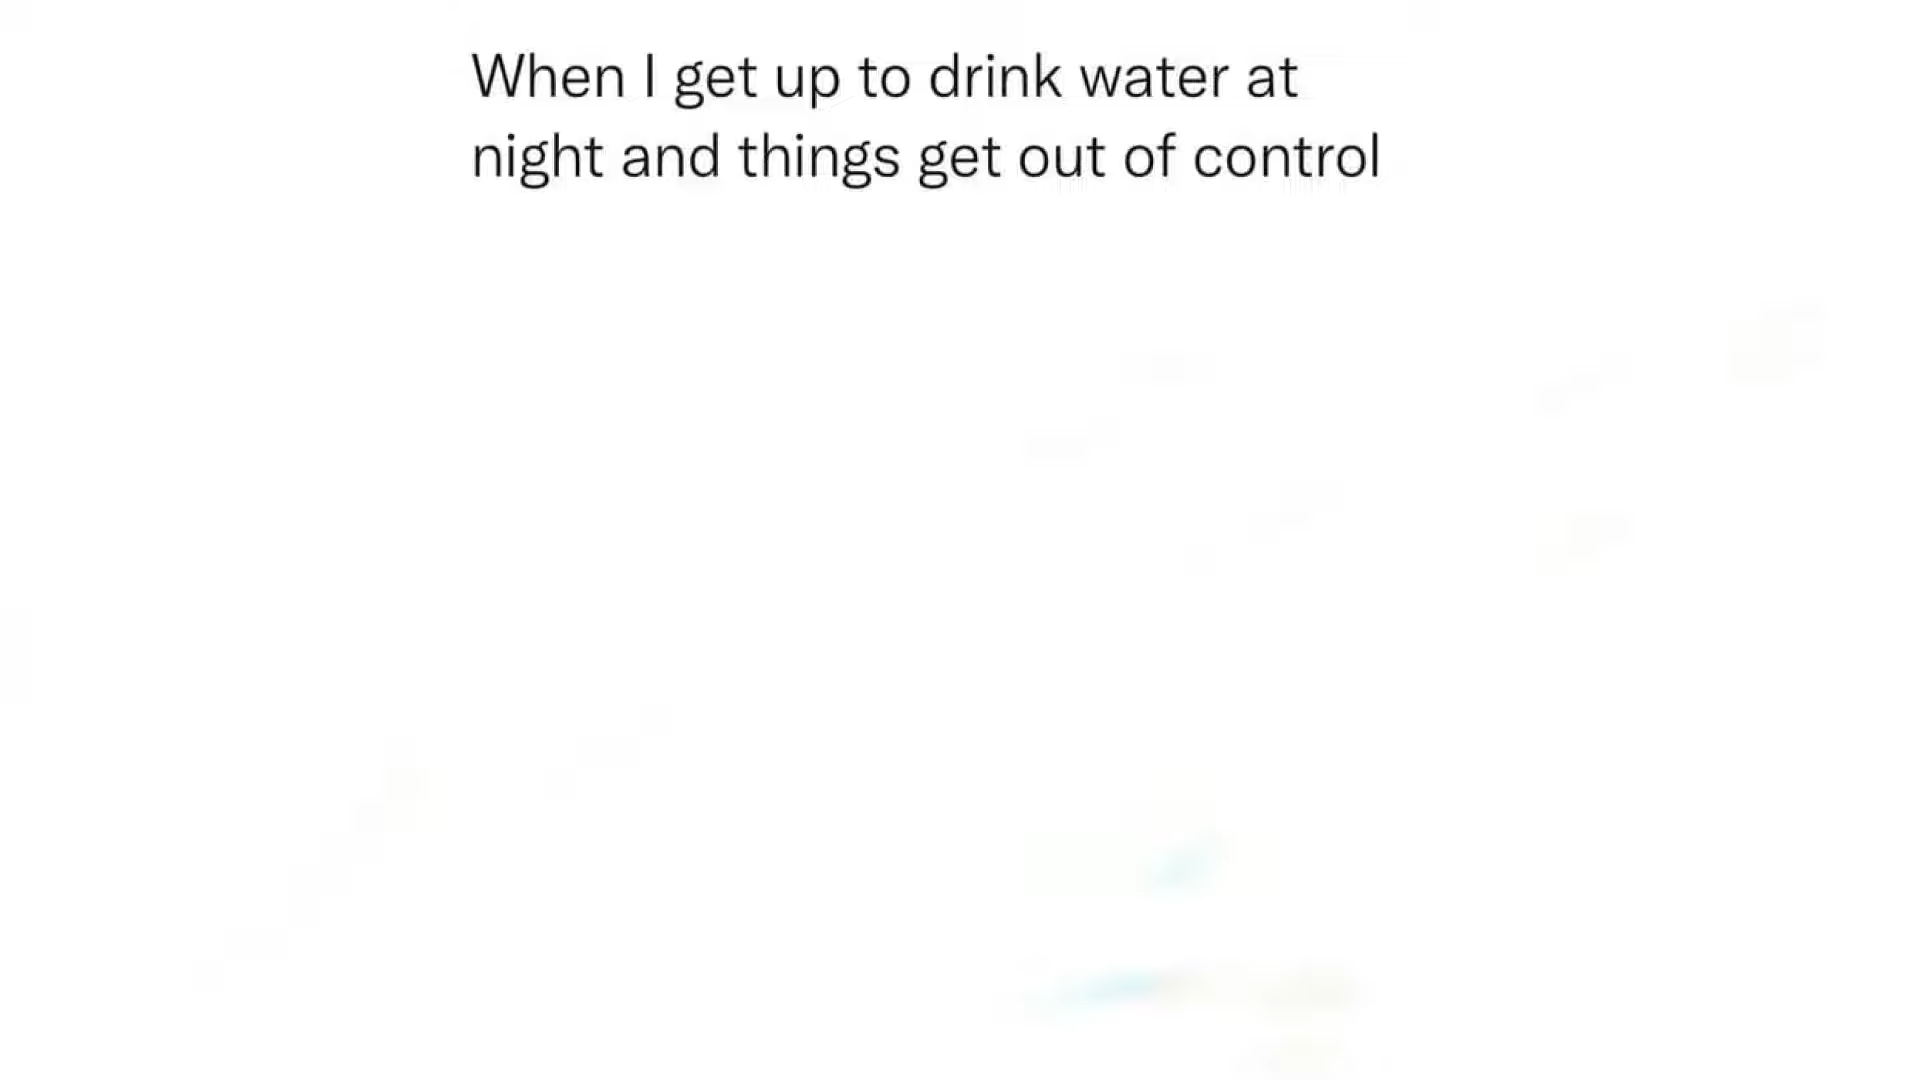 When I get up to drink water at
night and things get out of control